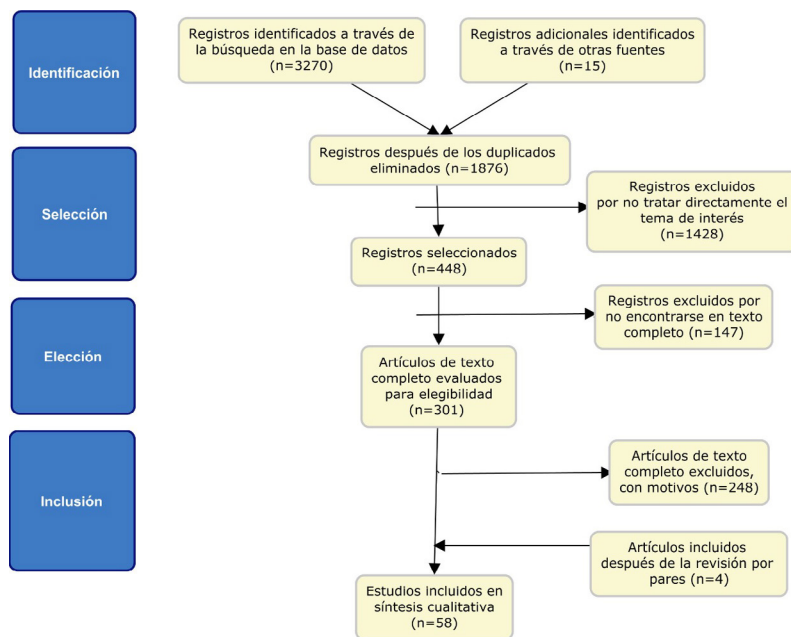 Identificación
Registros identificados a través de
la búsqueda en la base de datos
(n=3270)
Registros adicionales identificados
a través de otras fuentes
(n=15)
Registros después de los duplicados
eliminados (n=1876)
Selección
Registros excluidos
por no tratar directamente el
tema de interés
(n=1428)
Registros seleccionados
(n=448)
Registros excluidos por
no encontrarse en texto
completo (n=147)
Elección
Artículos de texto
completo evaluados
para elegibilidad
(n=301)
Inclusión
Artículos de texto
completo excluidos,
con motivos (n=248)
Artículos incluidos
después de la revisión por
pares (n=4)
Estudios incluidos en
síntesis cualitativa
(n=58)